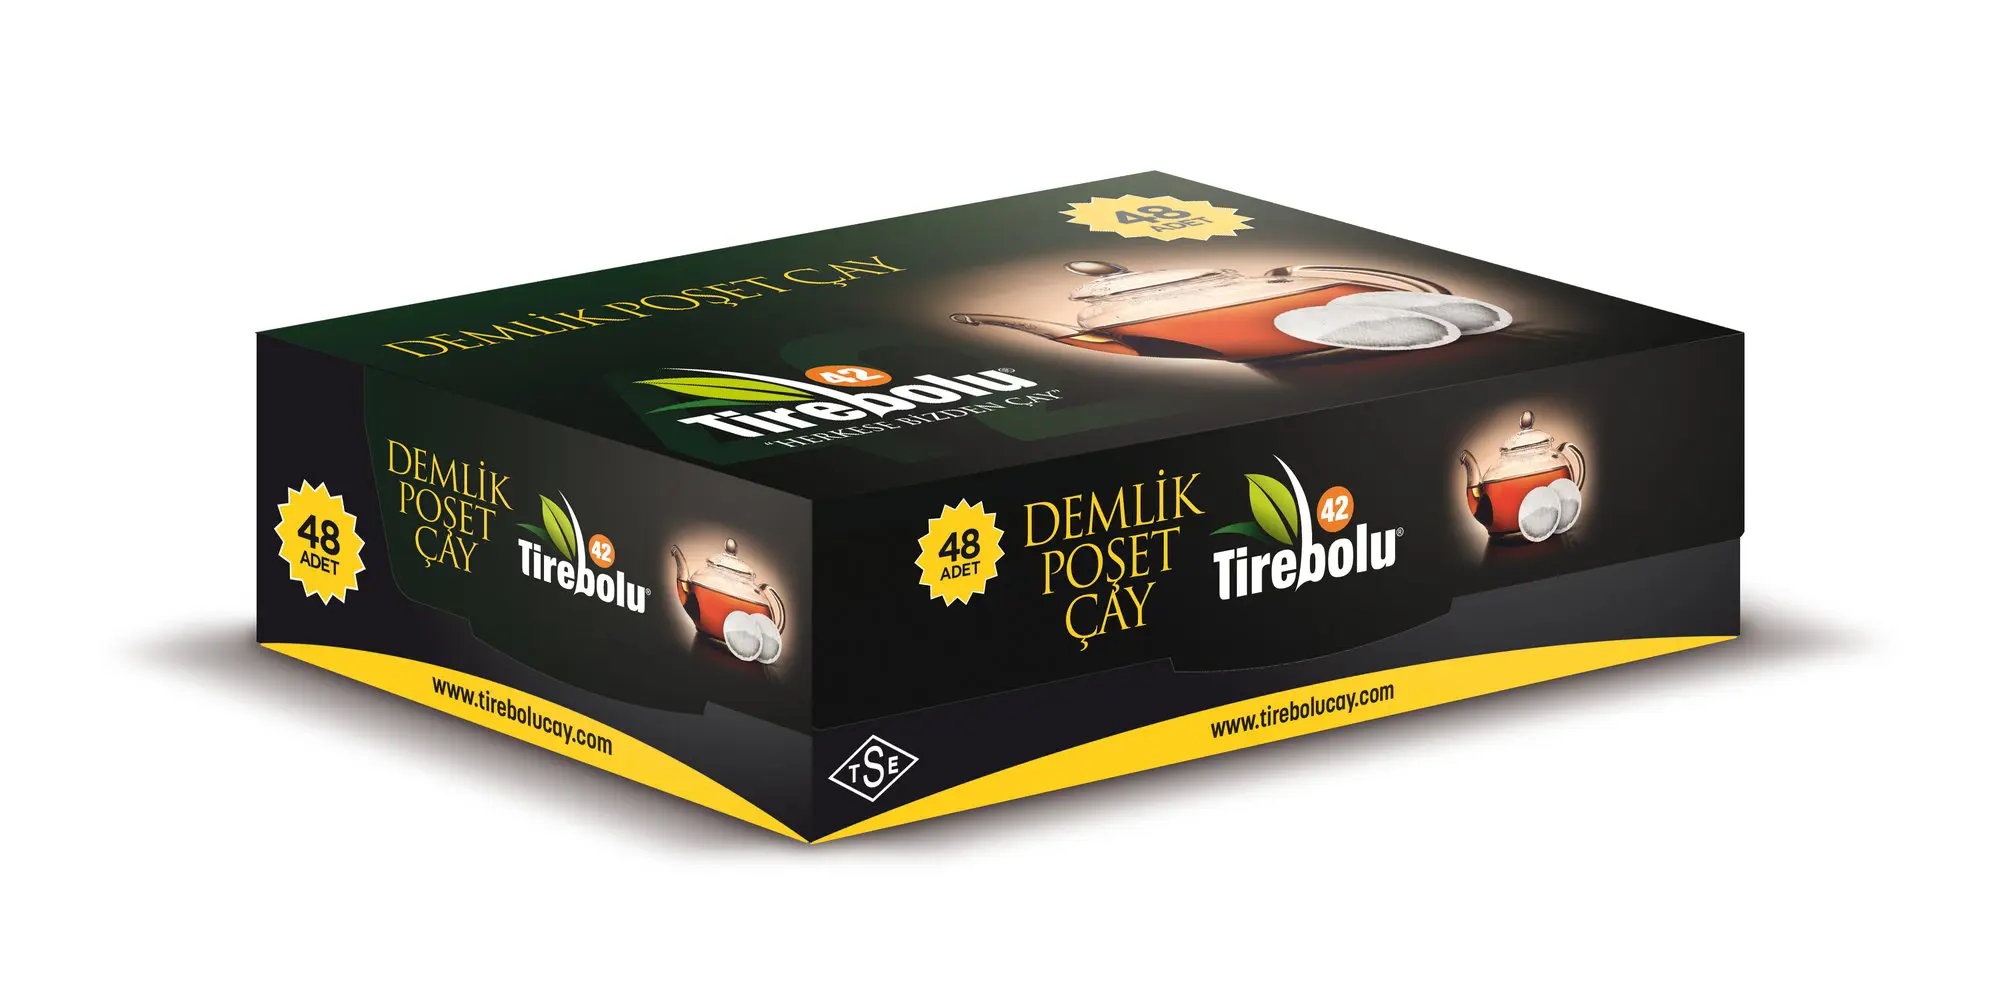 48
ADET
DEMLİK POŞET ÇAY
42
Tirebolu®
"HERKESE BİZDEN ÇAY"
48
ADET
DEMLİK
POŞET
ÇAY
42
Tirebolu®
www.tirebolucay.com
48
ADET
DEMLİK
POŞET
ÇAY
42
Tirebolu®
www.tirebolucay.com
TSE